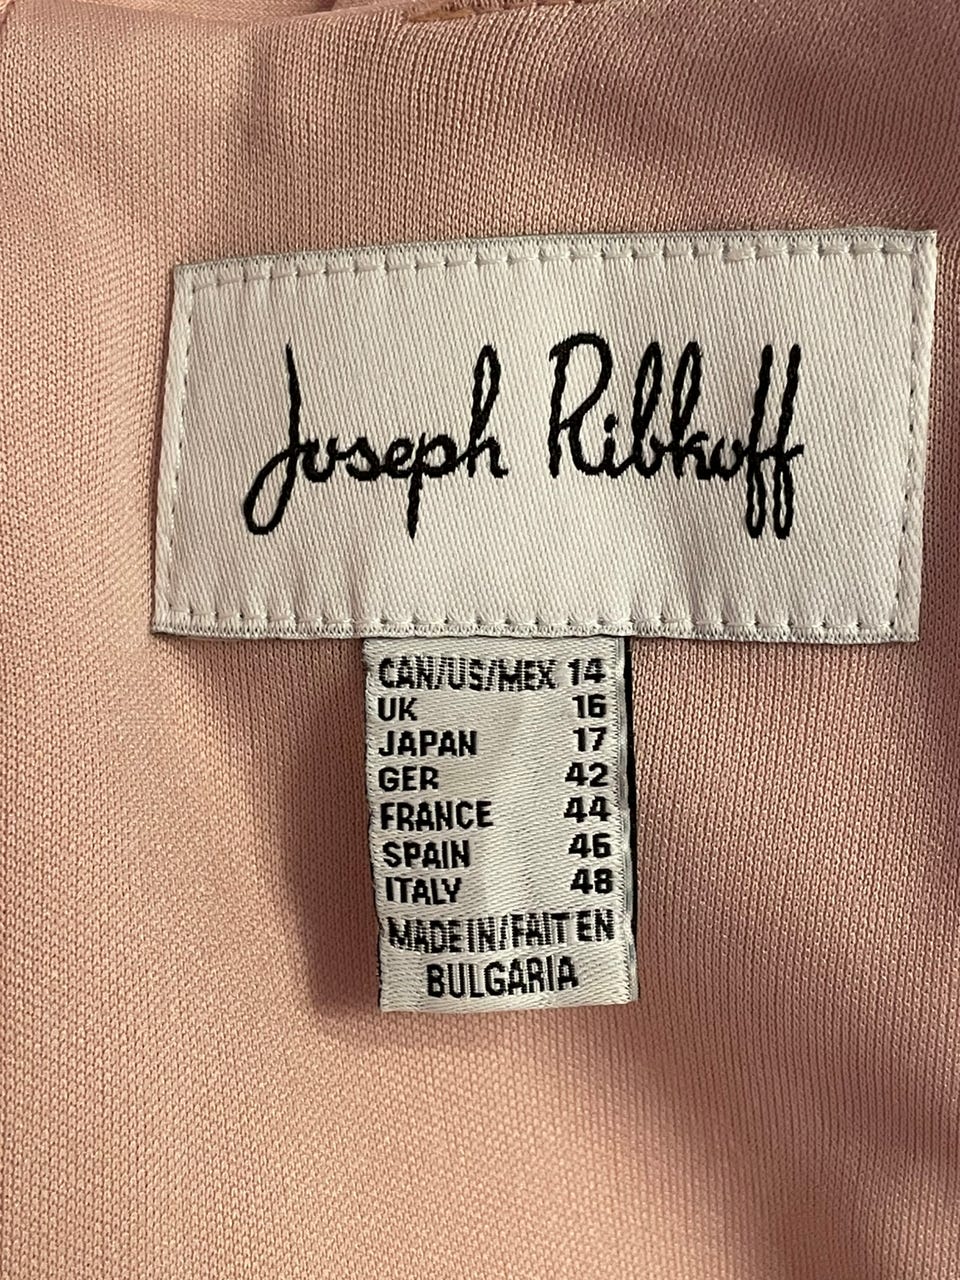 Joseph Ribkoff
CAN/US/MEX 14
UK 16
JAPAN 17
GER 42
FRANCE 44
SPAIN 46
ITALY 48
MADE IN/FAIT EN
BULGARIA